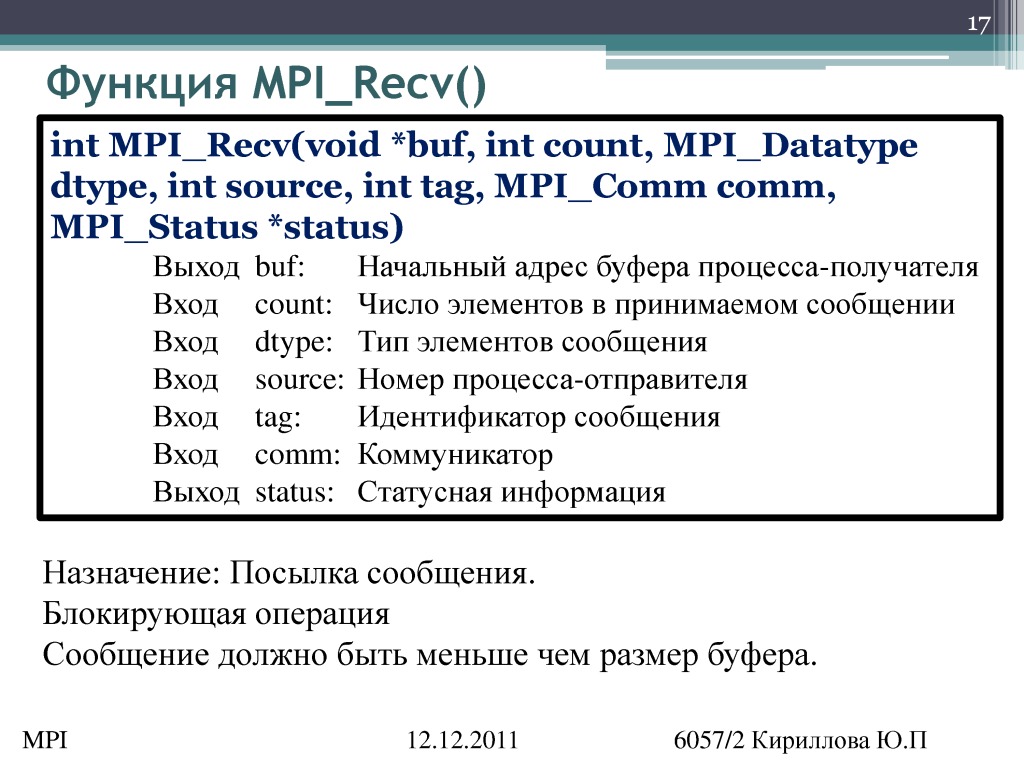 17
Функция MPI_Recv()
int MPI_Recv(void *buf, int count, MPI_Datatype
dtype, int source, int tag, MPI_Comm comm,
MPI_Status *status)
Выход buf: Начальный адрес буфера процесса-получателя
Вход count: Число элементов в принимаемом сообщении
Вход dtype: Тип элементов сообщения
Вход source: Номер процесса-отправителя
Вход tag: Идентификатор сообщения
Вход comm: Коммуникатор
Выход status: Статусная информация
Назначение: Посылка сообщения.
Блокирующая операция
Сообщение должно быть меньше чем размер буфера.
MPI 12.12.2011 6057/2 Кириллова Ю.П